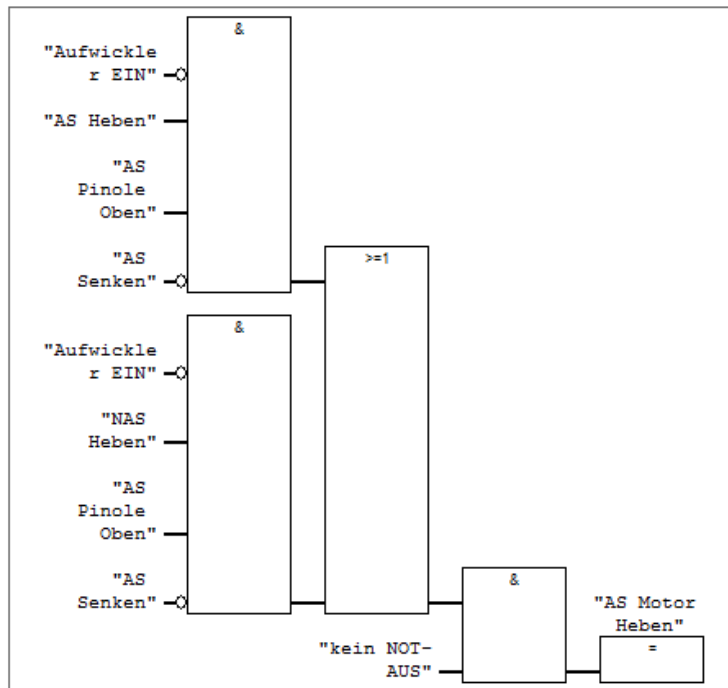 &
"Aufwickle
r EIN"
"AS Heben"
"AS
Pinole
Oben"
"AS
Senken"
>=1
&
"Aufwickle
r EIN"
"NAS
Heben"
"AS
Pinole
Oben"
"AS
Senken"
&
"kein NOT-
AUS"
"AS Motor
Heben"
=